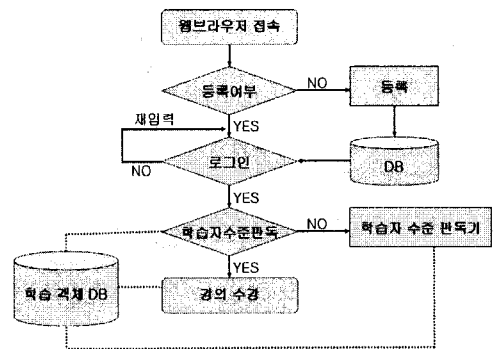 웹브라우저 접속
등록여부
NO
등록
재입력
YES
로그인
DB
NO
YES
학습자수준판독
NO
학습자 수준 판독기
YES
학습 객체 DB
강의 수강